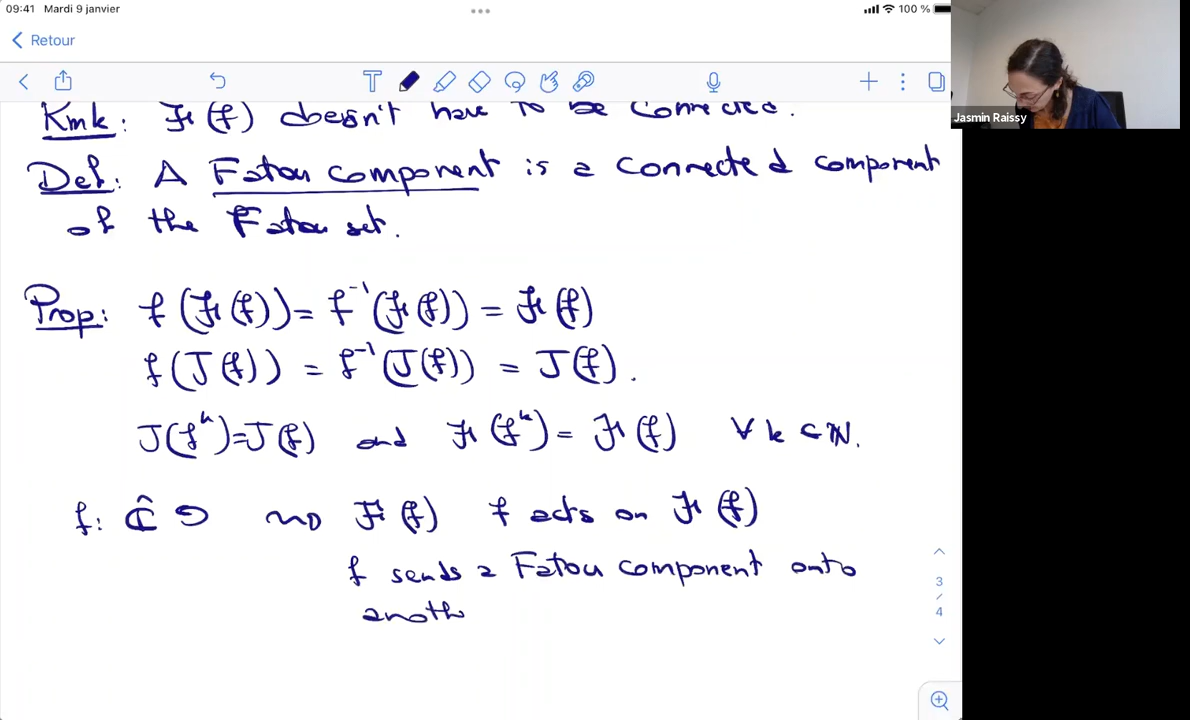 09:41 Mardi 9 janvier
100 %
Retour
Jasmin Raissy
Rmk: F(f) doesn't have to be connected.
Def: A Fatou component is a connected component
of the Fatou set.
Prop: f(F(f)) = f⁻¹(F(f)) = F(f)
f(J(f)) = f⁻¹(J(f)) = J(f).
J(fᵏ)=J(f) and F(fᵏ) = F(f) ∀ k ∈ ℕ.
f: Ĉ ↺ ⇝ F(f) f acts on F(f)
f sends a Fatou component onto
anoth
3
/
4